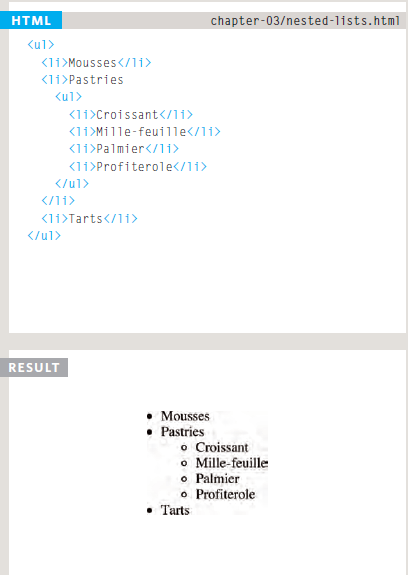 HTML
chapter-03/nested-lists.html
<ul>
  <li>Mousses</li>
  <li>Pastries
    <ul>
      <li>Croissant</li>
      <li>Mille-feuille</li>
      <li>Palmier</li>
      <li>Profiterole</li>
    </ul>
  </li>
  <li>Tarts</li>
</ul>
RESULT
• Mousses
• Pastries
  ◦ Croissant
  ◦ Mille-feuille
  ◦ Palmier
  ◦ Profiterole
• Tarts